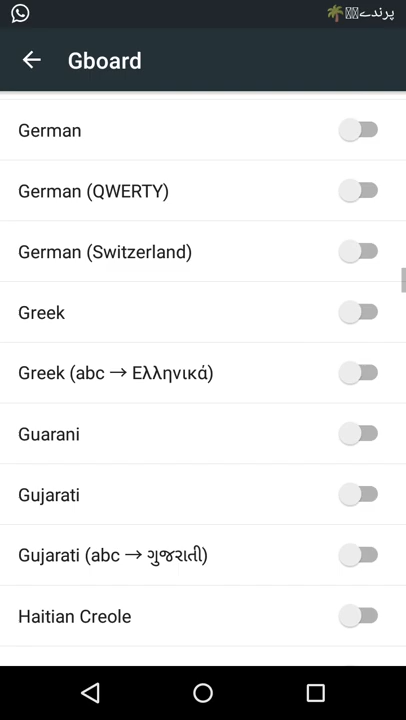 پرندے🌴
Gboard
German
German (QWERTY)
German (Switzerland)
Greek
Greek (abc → Ελληνικά)
Guarani
Gujarati
Gujarati (abc → ગુજરાતી)
Haitian Creole